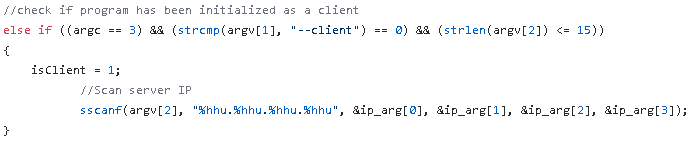 //check if program has been initialized as a client
else if ((argc == 3) && (strcmp(argv[1], "--client") == 0) && (strlen(argv[2]) <= 15))
{
    isClient = 1;
          //Scan server IP
          sscanf(argv[2], "%hhu.%hhu.%hhu.%hhu", &ip_arg[0], &ip_arg[1], &ip_arg[2], &ip_arg[3]);
}